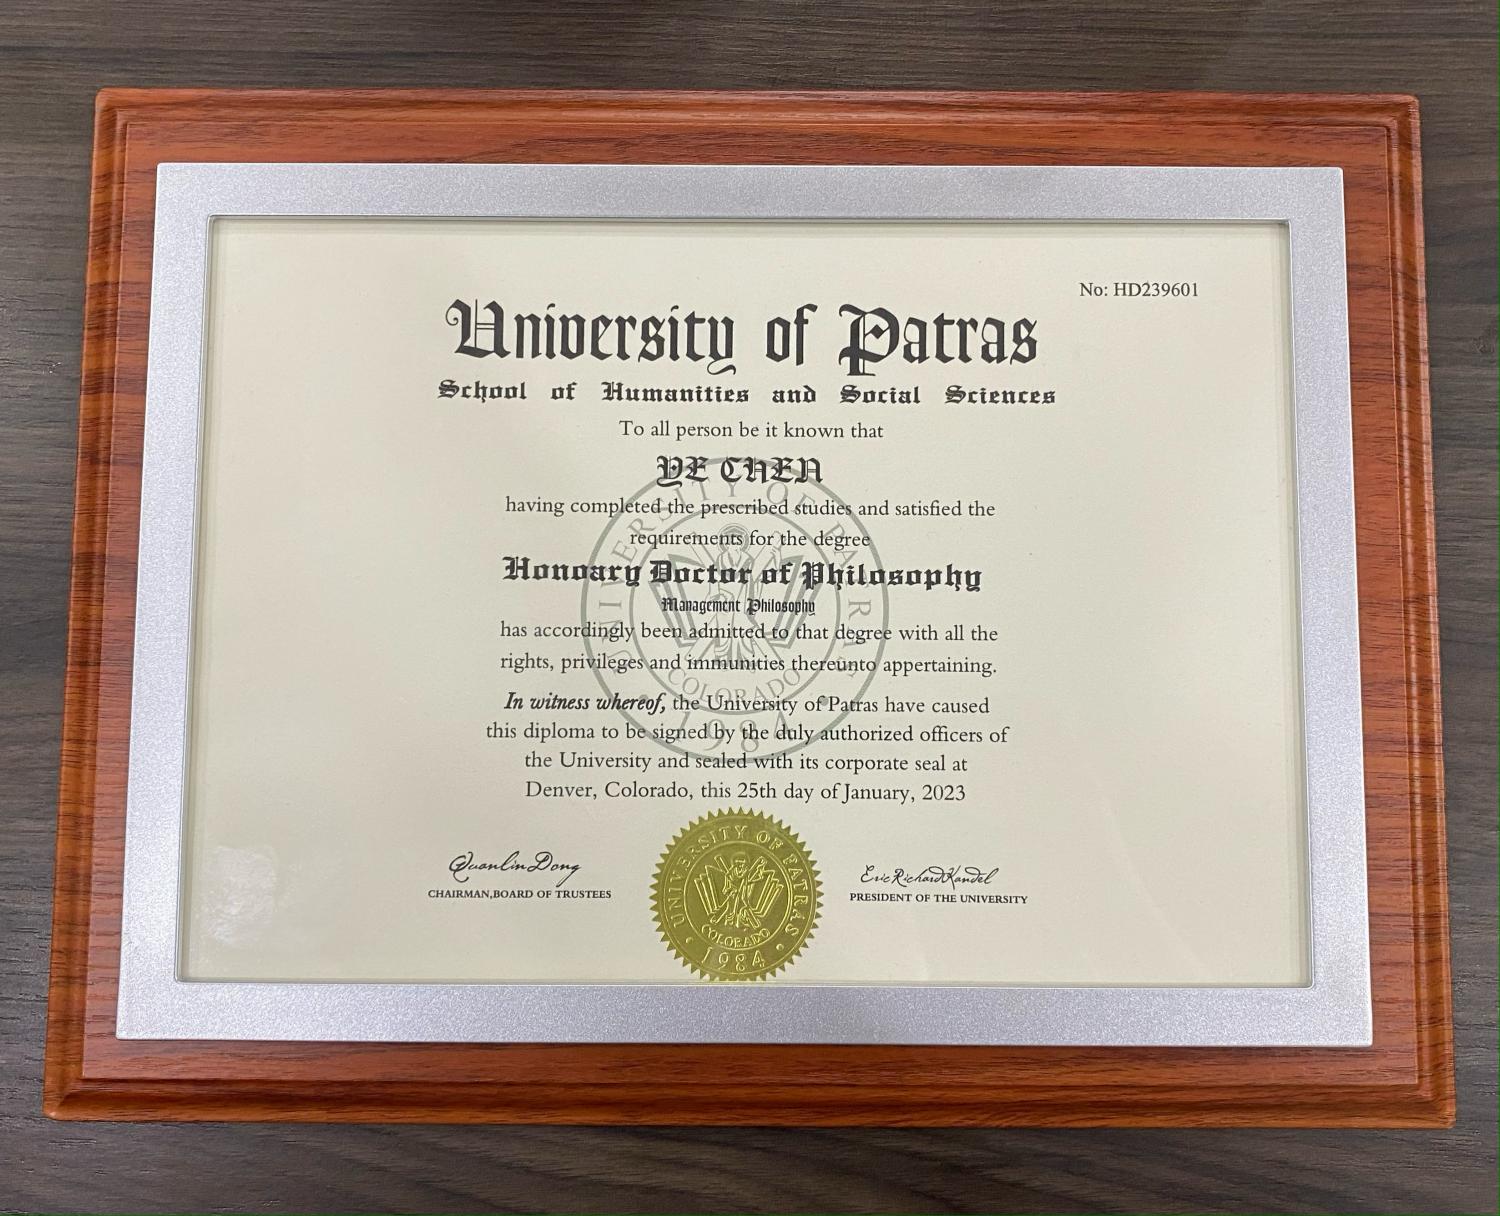 No: HD239601
University of Patras
School of Humanities and Social Sciences
To all person be it known that
YE CHEN
having completed the prescribed studies and satisfied the
requirements for the degree
Honoary Doctor of Philosophy
Management Philosophy
has accordingly been admitted to that degree with all the
rights, privileges and immunities thereunto appertaining.
In witness whereof, the University of Patras have caused
this diploma to be signed by the duly authorized officers of
the University and sealed with its corporate seal at
Denver, Colorado, this 25th day of January, 2023
UNIVERSITY OF PATRAS
COLORADO
1984
Quanlin Dong
CHAIRMAN,BOARD OF TRUSTEES
UNIVERSITY OF PATRAS
COLORADO
1984
Eric Richard Kandel
PRESIDENT OF THE UNIVERSITY